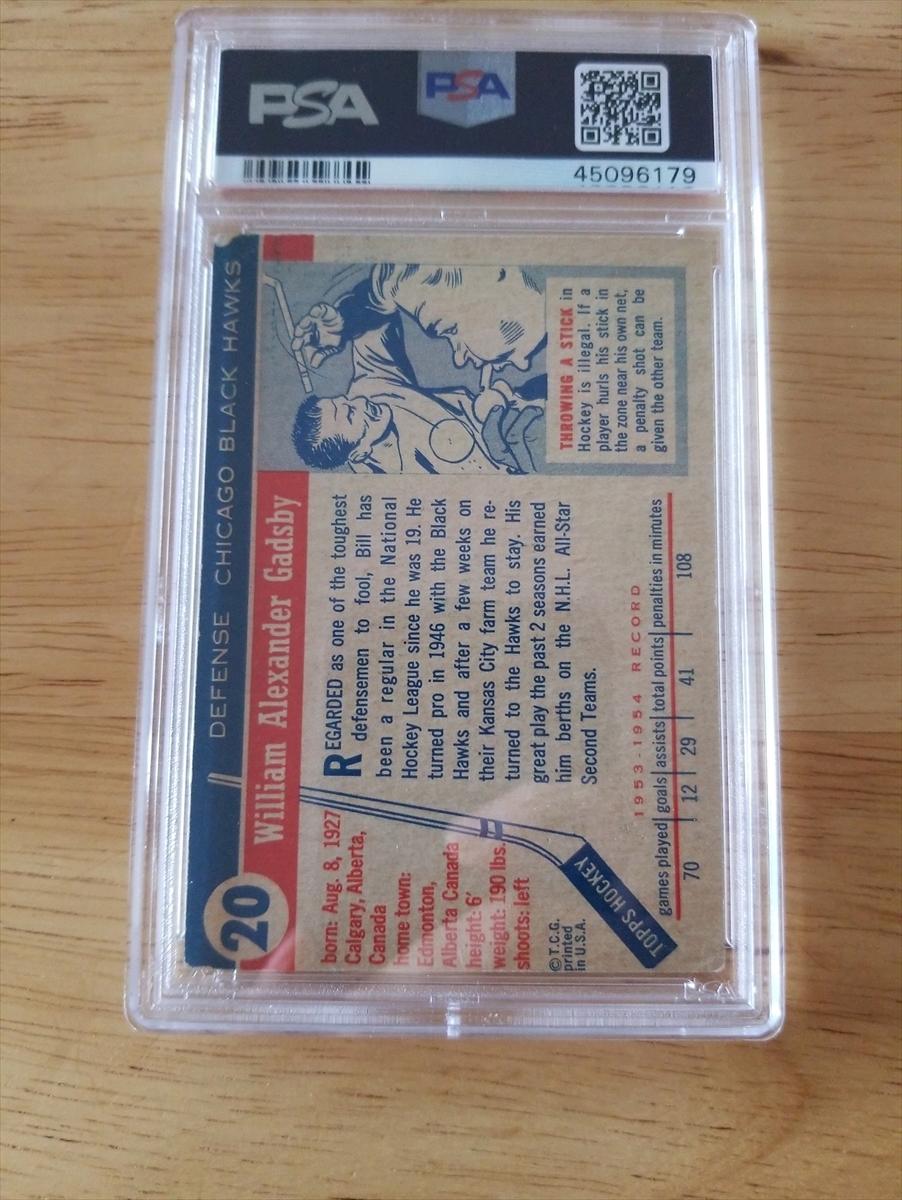 PSA
PSA
45096179
DEFENSE CHICAGO BLACK HAWKS
20
William Alexander Gadsby
born: Aug. 8, 1927
Calgary, Alberta,
Canada
home town:
Edmonton,
Alberta Canada
height: 6'
weight: 190 lbs.
shoots: left
© T.C.G.
printed
in U.S.A.
TOPPS HOCKEY
REGARDED as one of the toughest
defensemen to fool, Bill has
been a regular in the National
Hockey League since he was 19. He
turned pro in 1946 with the Black
Hawks and after a few weeks on
their Kansas City farm team he re-
turned to the Hawks to stay. His
great play the past 2 seasons earned
him berths on the N.H.L. All-Star
Second Teams.
THROWING A STICK in
Hockey is illegal. If a
player hurls his stick in
the zone near his own net,
a penalty shot can be
given the other team.
1953-1954 RECORD
games played goals assists total points penalties in minutes
70 12 29 41 108
PSA